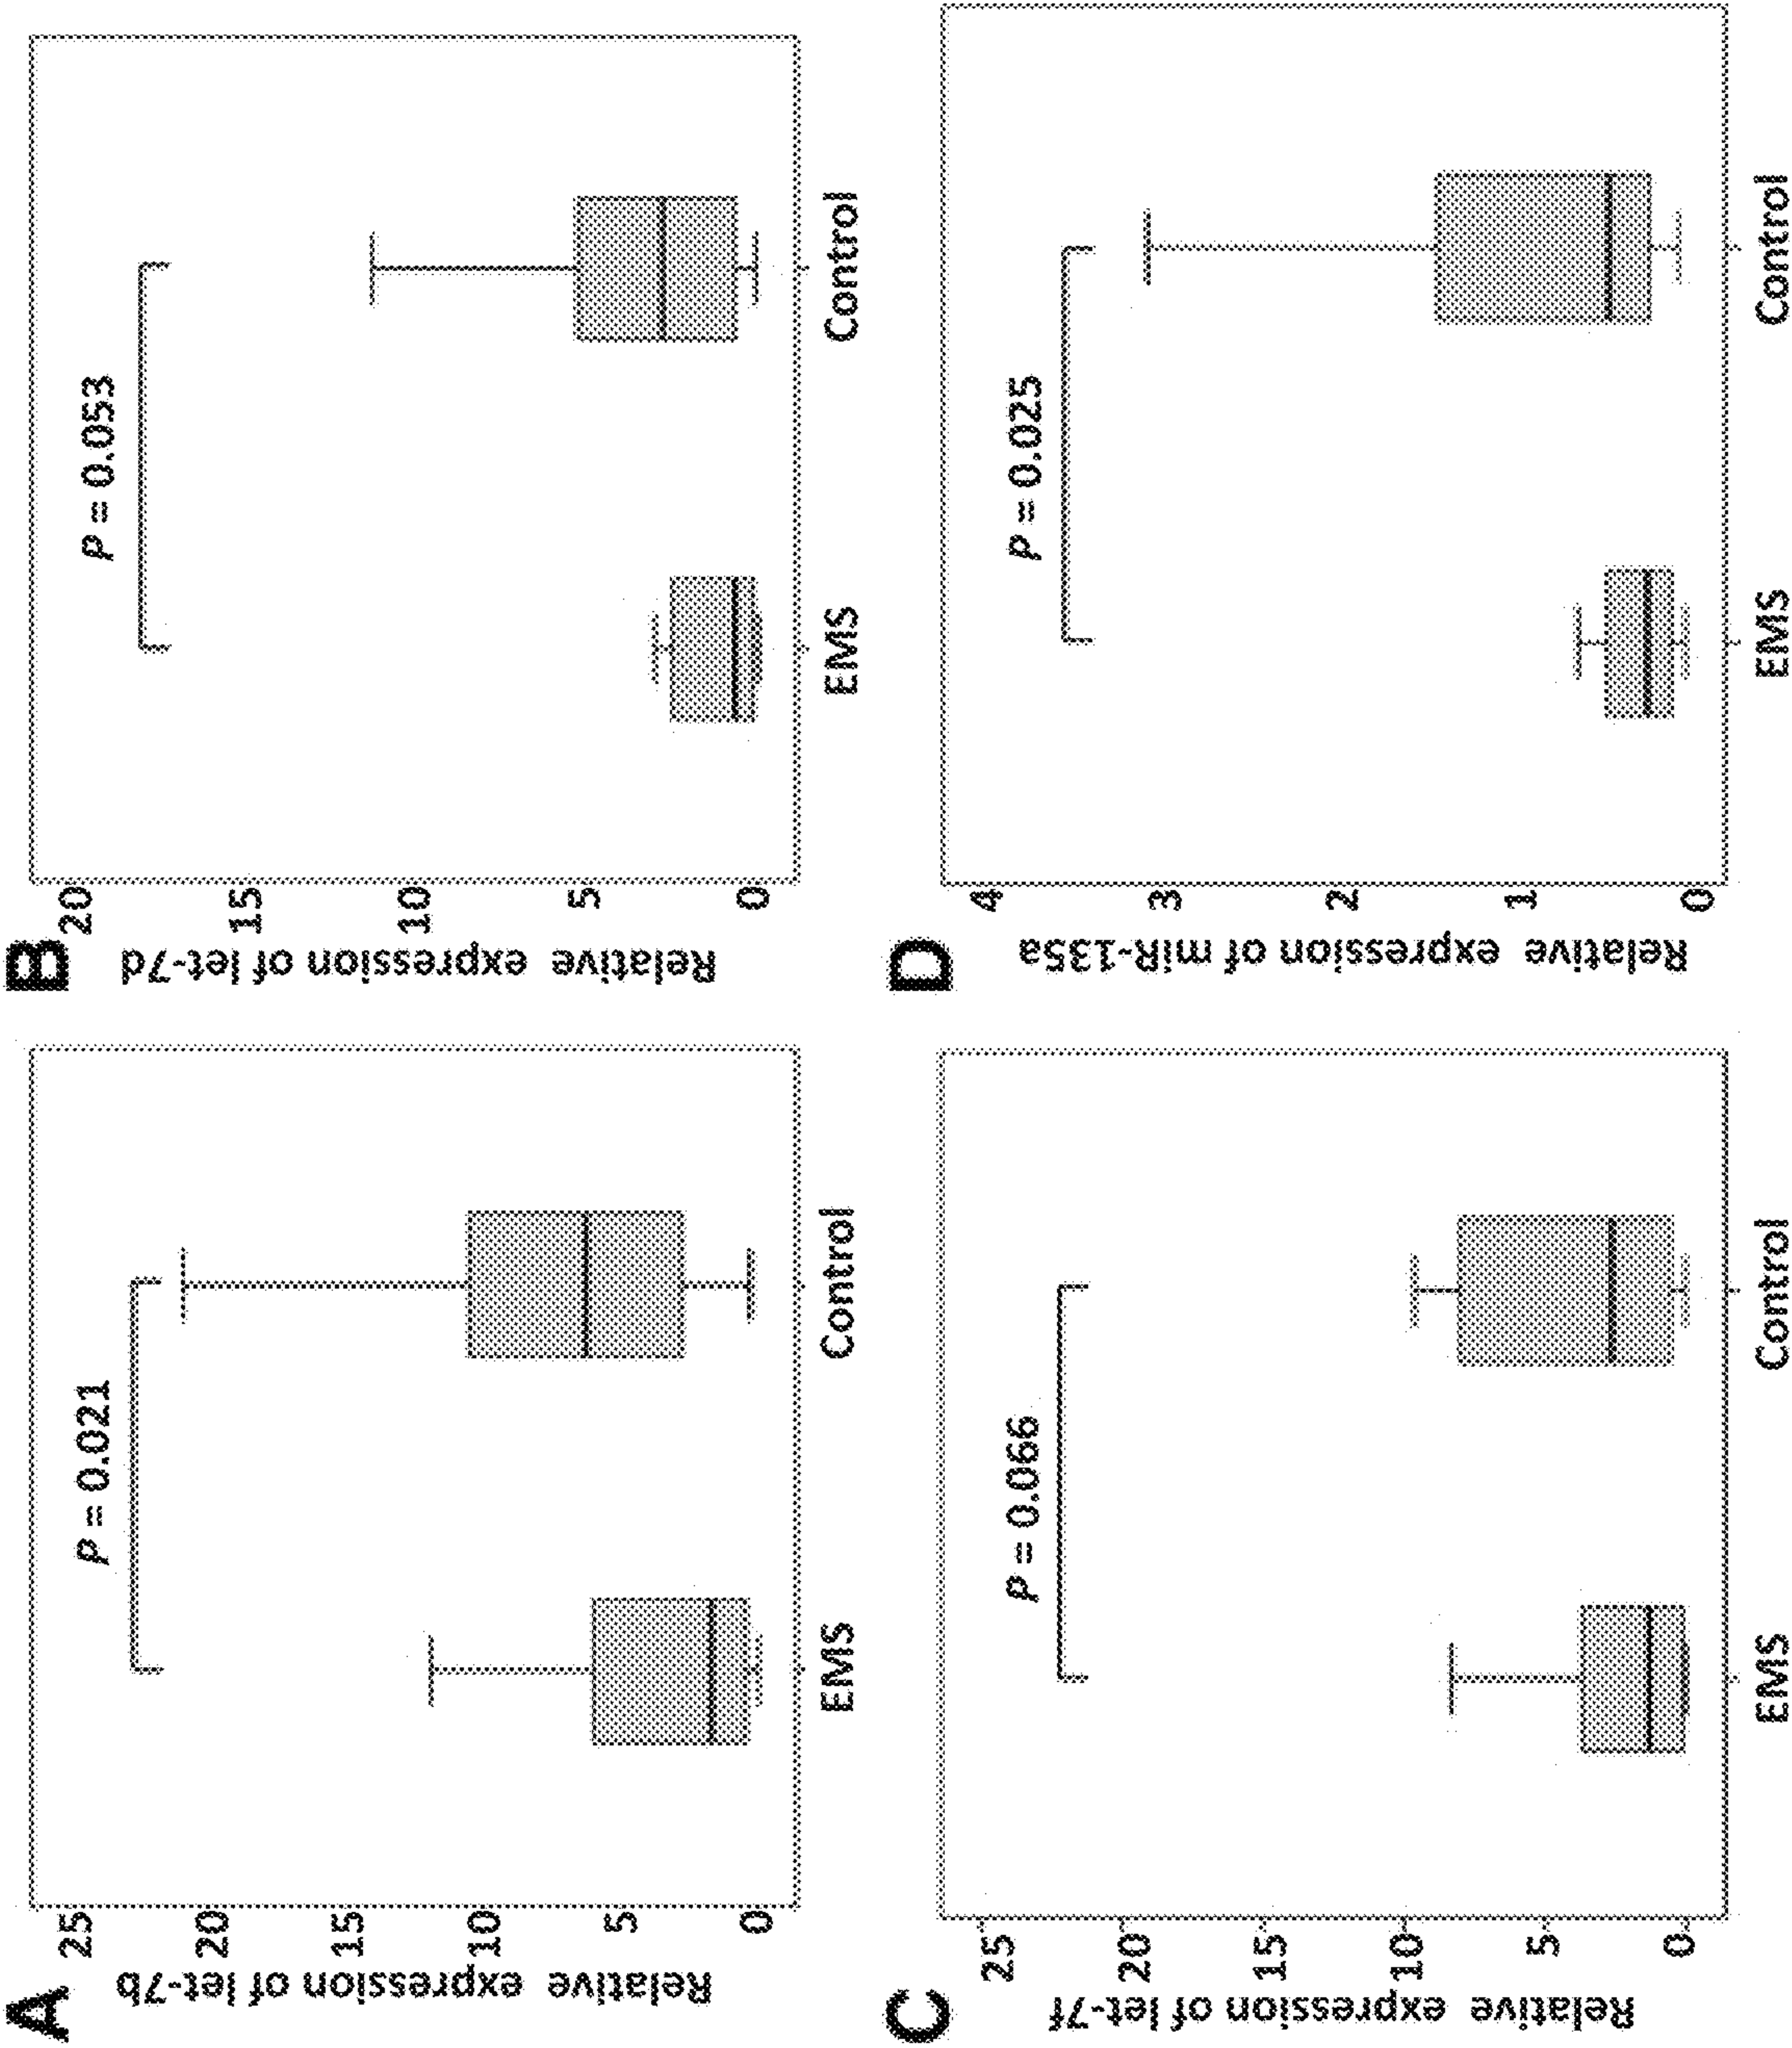 A
Relative expression of let-7b
25
20
15
10
5
0
P = 0.021
EMS
Control
B
Relative expression of let-7d
20
15
10
5
0
P = 0.053
EMS
Control
C
Relative expression of let-7f
25
20
15
10
5
0
P = 0.066
EMS
Control
D
Relative expression of miR-135a
4
3
2
1
0
P = 0.025
EMS
Control